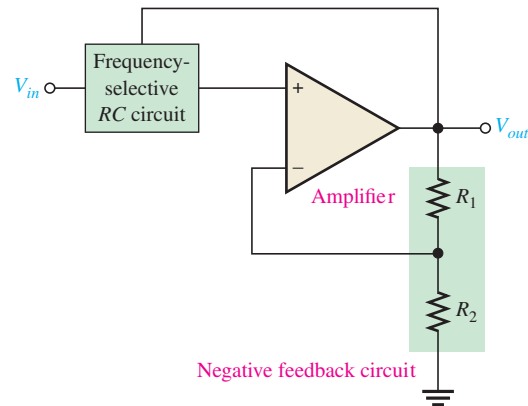 Frequency-
selective
RC circuit
V_in
+
−
V_out
Amplifier
R_1
R_2
Negative feedback circuit